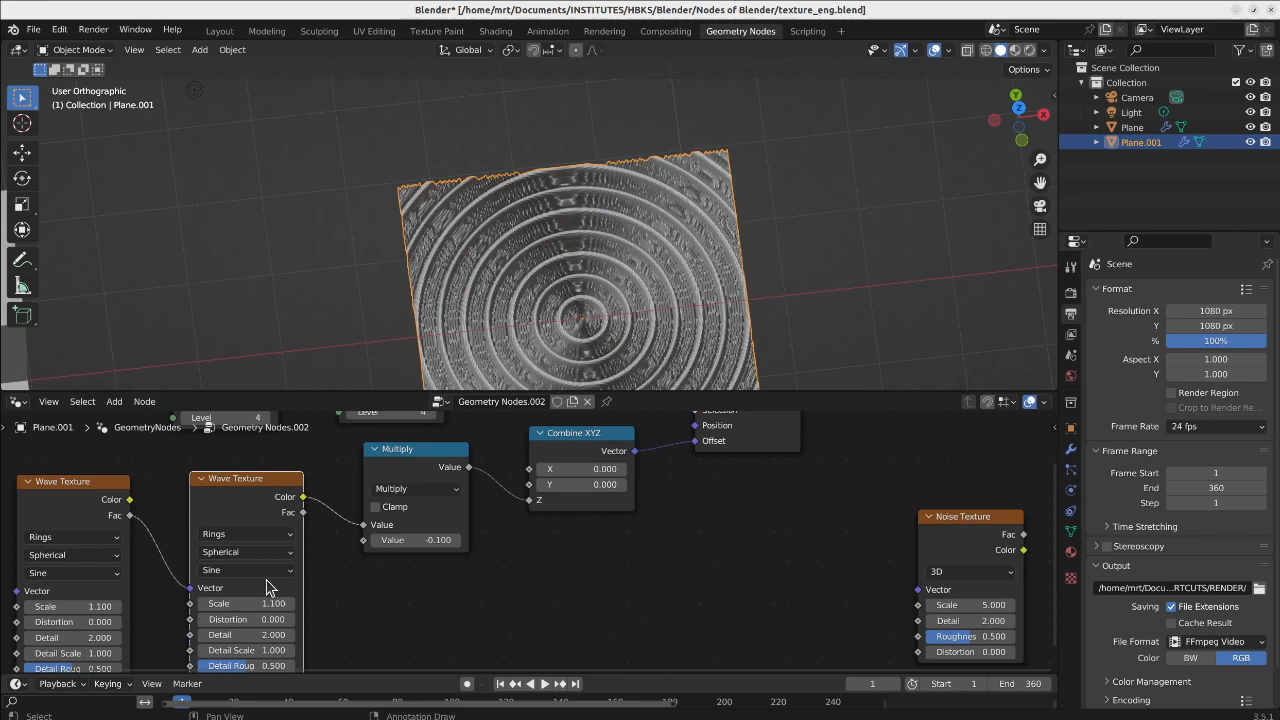 Blender* [/home/mrt/Documents/INSTITUTES/HBKS/Blender/Nodes of Blender/texture_eng.blend]
File Edit Render Window Help Layout Modeling Sculpting UV Editing Texture Paint Shading Animation Rendering Compositing Geometry Nodes Scripting + Scene ViewLayer
Object Mode View Select Add Object Global
Options
User Orthographic
(1) Collection | Plane.001
Y
Z
X
Scene Collection
Collection
Camera
Light
Plane
Plane.001
Scene
Format
Resolution X 1080 px
Y 1080 px
% 100%
Aspect X 1.000
Y 1.000
Render Region
Crop to Render Re...
Frame Rate 24 fps
Frame Range
Frame Start 1
End 360
Step 1
Time Stretching
Stereoscopy
Output
/home/mrt/Docu...RTCUTS/RENDER/
Saving File Extensions
Cache Result
File Format FFmpeg Video
Color BW RGB
Color Management
Encoding
View Select Add Node Geometry Nodes.002
Level 4
Level 4
Plane.001 GeometryNodes Geometry Nodes.002
Selection
Position
Offset
Wave Texture
Color
Fac
Rings
Spherical
Sine
Vector
Scale 1.100
Distortion 0.000
Detail 2.000
Detail Scale 1.000
Detail Roug 0.500
Wave Texture
Color
Fac
Rings
Spherical
Sine
Vector
Scale 1.100
Distortion 0.000
Detail 2.000
Detail Scale 1.000
Detail Roug 0.500
Multiply
Value
Multiply
Clamp
Value
Value -0.100
Combine XYZ
Vector
X 0.000
Y 0.000
Z
Noise Texture
Fac
Color
3D
Vector
Scale 5.000
Detail 2.000
Roughnes 0.500
Distortion 0.000
Playback Keying View Marker 1 Start 1 End 360
1 200 220 240
Select Pan View Annotation Draw 3.5.1